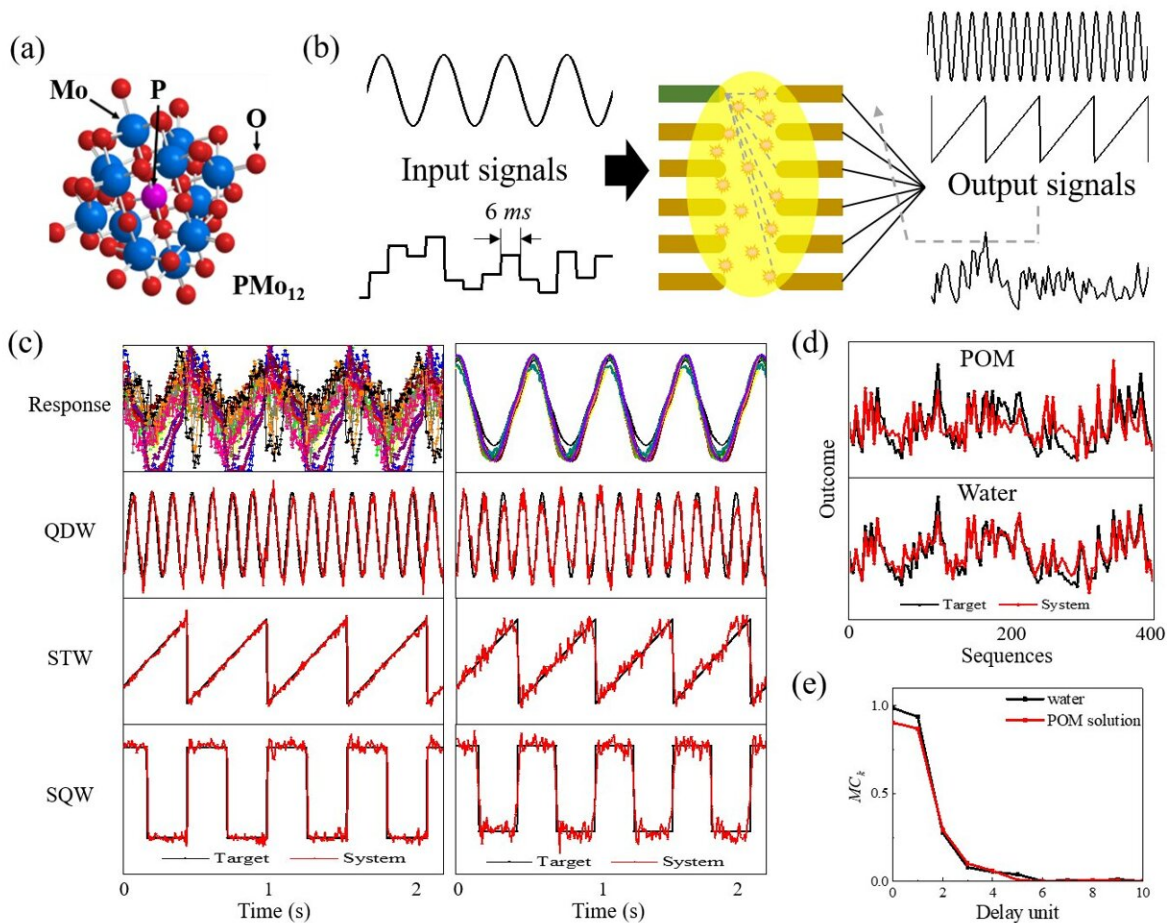 (a)
Mo
P
O
PMo₁₂
(b)
Input signals
6 ms
Output signals
(c)
Response
QDW
STW
SQW
Target System
Target System
0 1 2
0 1 2
Time (s)
Time (s)
(d)
POM
Water
Outcome
Target System
0 200 400
Sequences
(e)
water
POM solution
1.0
0.5
0.0
MCₖ
0 2 4 6 8 10
Delay unit